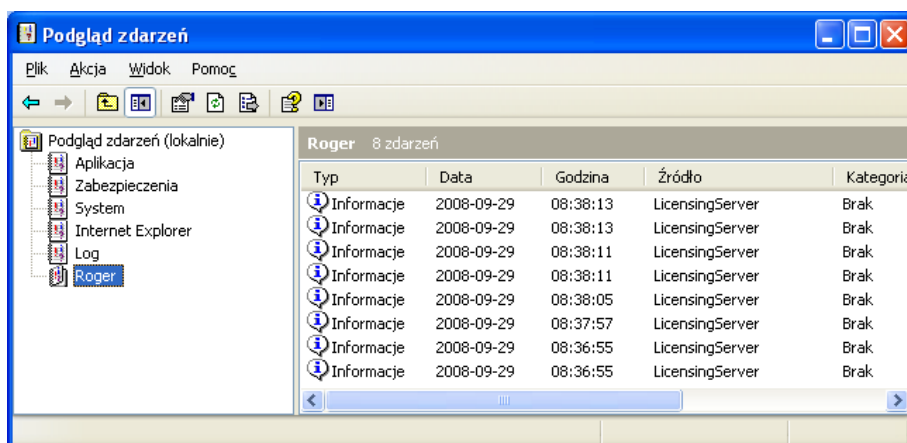 Podgląd zdarzeń
Plik Akcja Widok Pomoc
Podgląd zdarzeń (lokalnie)
Aplikacja
Zabezpieczenia
System
Internet Explorer
Log
Roger
Roger 8 zdarzeń
Typ Data Godzina Źródło Kategoria
Informacje 2008-09-29 08:38:13 LicensingServer Brak
Informacje 2008-09-29 08:38:13 LicensingServer Brak
Informacje 2008-09-29 08:38:11 LicensingServer Brak
Informacje 2008-09-29 08:38:11 LicensingServer Brak
Informacje 2008-09-29 08:38:05 LicensingServer Brak
Informacje 2008-09-29 08:37:57 LicensingServer Brak
Informacje 2008-09-29 08:36:55 LicensingServer Brak
Informacje 2008-09-29 08:36:55 LicensingServer Brak